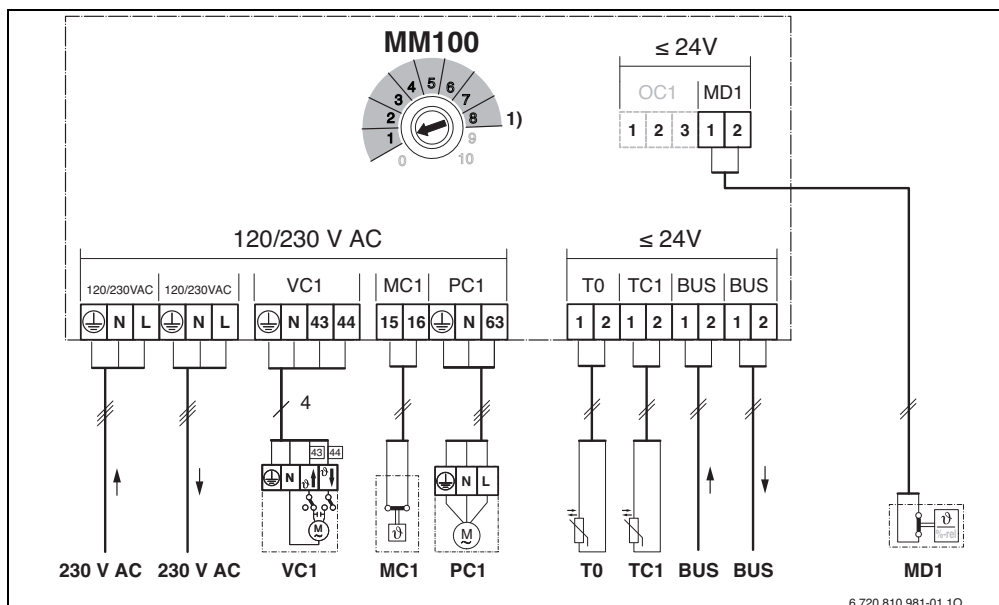 MM100
0 1 2 3 4 5 6 7 8 9 10
1)
≤ 24V
OC1 MD1
1 2 3 1 2
120/230 V AC
≤ 24V
120/230VAC 120/230VAC VC1 MC1 PC1 T0 TC1 BUS BUS
N L N L N 43 44 15 16 N 63 1 2 1 2 1 2 1 2
4
43 44
N ϑ ϑ
N L
M
~
ϑ
M
~
ϑ
%-rel
230 V AC 230 V AC VC1 MC1 PC1 T0 TC1 BUS BUS MD1
6 720 810 981-01.1O